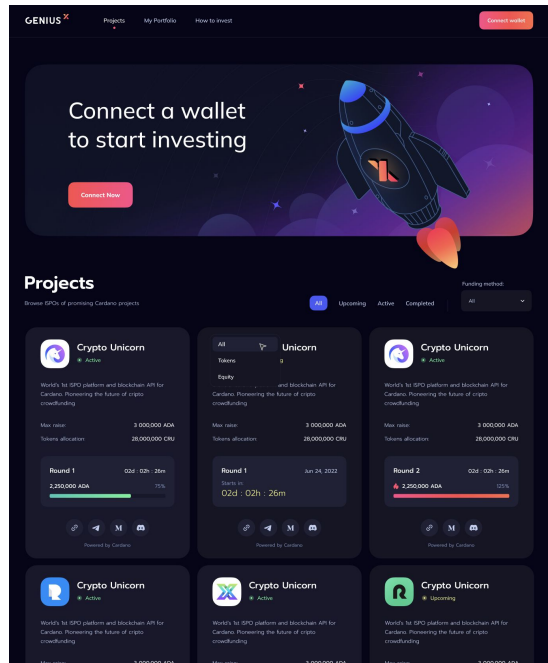 GENIUS X
Projects
My Portfolio
How to invest
Connect wallet
Connect a wallet
to start investing
Connect Now
Projects
Browse ISPOs of promising Cardano projects
All
Upcoming
Active
Completed
Funding method:
All
Crypto Unicorn
Active
World's 1st ISPO platform and blockchain API for
Cardano. Pioneering the future of cripto
crowdfunding
Max raise:
3 000,000 ADA
Tokens allocation:
28,000,000 CRU
Round 1
02d : 02h : 26m
2,250,000 ADA
75%
Powered by Cardano
All
Tokens
Equity
Unicorn
g
and blockchain API for
Cardano. Pioneering the future of cripto
crowdfunding
Max raise:
3 000,000 ADA
Tokens allocation:
28,000,000 CRU
Round 1
Jun 24, 2022
Starts in:
02d : 02h : 26m
Powered by Cardano
Crypto Unicorn
Active
World's 1st ISPO platform and blockchain API for
Cardano. Pioneering the future of cripto
crowdfunding
Max raise:
3 000,000 ADA
Tokens allocation:
28,000,000 CRU
Round 2
02d : 02h : 26m
2,250,000 ADA
125%
Powered by Cardano
Crypto Unicorn
Active
World's 1st ISPO platform and blockchain API for
Cardano. Pioneering the future of cripto
crowdfunding
Crypto Unicorn
Active
World's 1st ISPO platform and blockchain API for
Cardano. Pioneering the future of cripto
crowdfunding
Crypto Unicorn
Upcoming
World's 1st ISPO platform and blockchain API for
Cardano. Pioneering the future of cripto
crowdfunding